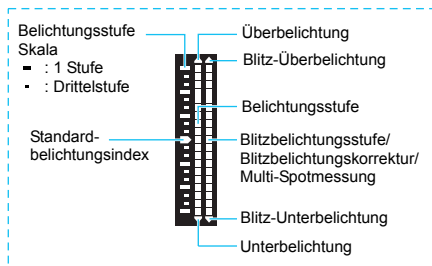 Belichtungsstufe
Skala
- : 1 Stufe
- : Drittelstufe
Standard-
belichtungsindex
Überbelichtung
Blitz-Überbelichtung
Belichtungsstufe
Blitzbelichtungsstufe/
Blitzbelichtungskorrektur/
Multi-Spotmessung
Blitz-Unterbelichtung
Unterbelichtung